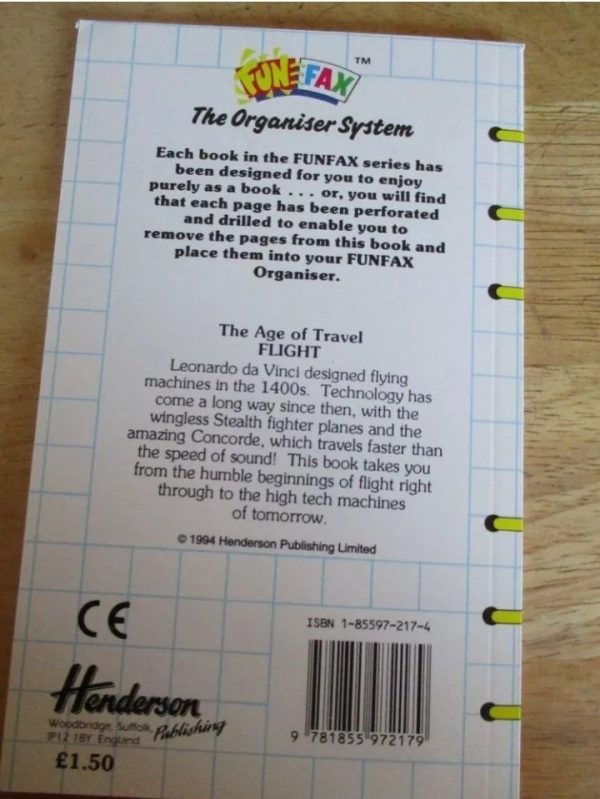 FUN FAX TM
The Organiser System
Each book in the FUNFAX series has
been designed for you to enjoy
purely as a book . . . or, you will find
that each page has been perforated
and drilled to enable you to
remove the pages from this book and
place them into your FUNFAX
Organiser.
The Age of Travel
FLIGHT
Leonardo da Vinci designed flying
machines in the 1400s. Technology has
come a long way since then, with the
wingless Stealth fighter planes and the
amazing Concorde, which travels faster than
the speed of sound! This book takes you
from the humble beginnings of flight right
through to the high tech machines
of tomorrow.
© 1994 Henderson Publishing Limited
CE
ISBN 1-85597-217-4
9 781855 972179
Henderson
Publishing
Woodbridge, Suffolk
IP12 1BY England
£1.50